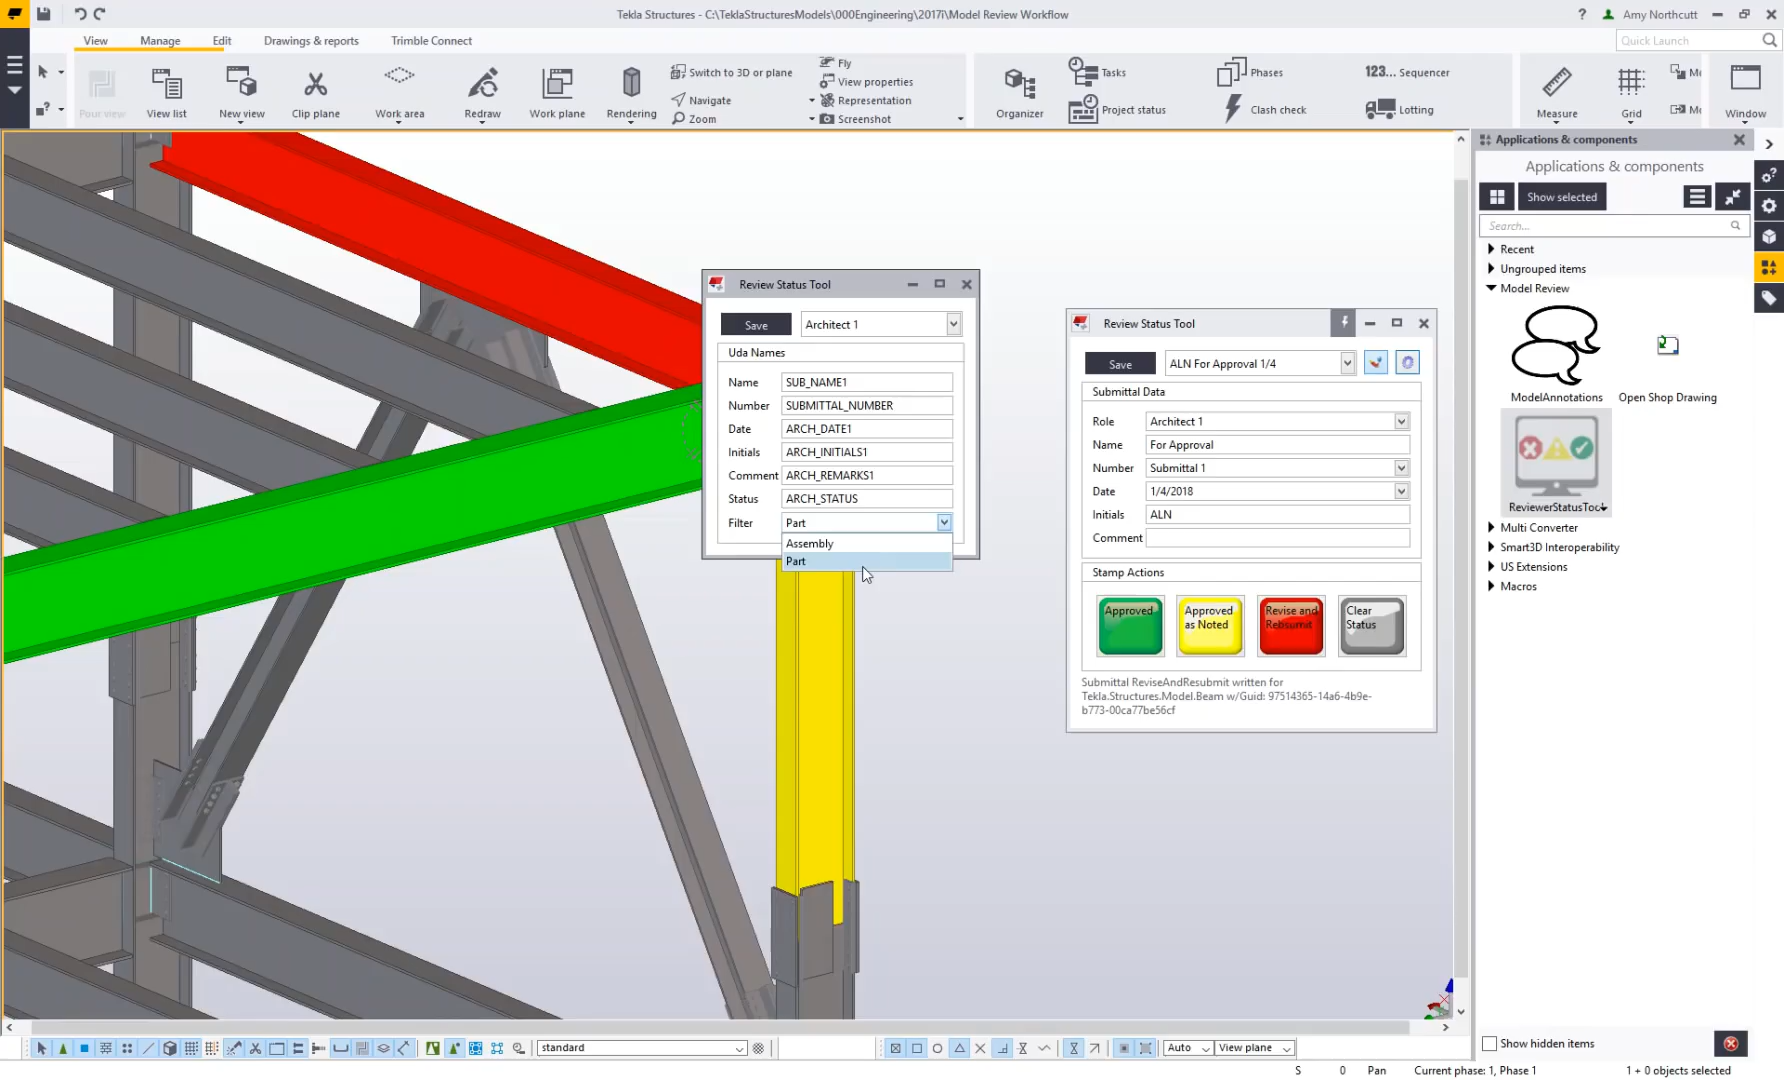 Tekla Structures - C:\TeklaStructuresModels\000Engineering\2017i\Model Review Workflow
? Amy Northcutt
View Manage Edit Drawings & reports Trimble Connect
Quick Launch
Pour view
View list
New view
Clip plane
Work area
Redraw
Work plane
Rendering
Switch to 3D or plane
Navigate
Zoom
Fly
View properties
Representation
Screenshot
Organizer
Tasks
Project status
Phases
Clash check
123... Sequencer
Lotting
Measure
Grid
Window
Applications & components
Applications & components
Show selected
Search...
Recent
Ungrouped items
Model Review
ModelAnnotations
Open Shop Drawing
ReviewerStatusTool
Multi Converter
Smart3D Interoperability
US Extensions
Macros
Show hidden items
Review Status Tool
Save Architect 1
Uda Names
Name SUB_NAME1
Number SUBMITTAL_NUMBER
Date ARCH_DATE1
Initials ARCH_INITIALS1
Comment ARCH_REMARKS1
Status ARCH_STATUS
Filter Part
Assembly
Part
Review Status Tool
Save ALN For Approval 1/4
Submittal Data
Role Architect 1
Name For Approval
Number Submittal 1
Date 1/4/2018
Initials ALN
Comment
Stamp Actions
Approved
Approved as Noted
Revise and Rebsumit
Clear Status
Submittal ReviseAndResubmit written for
Tekla.Structures.Model.Beam w/Guid: 97514365-14a6-4b9e-
b773-00ca77be56cf
standard
Auto
View plane
S 0 Pan Current phase: 1, Phase 1 1 + 0 objects selected